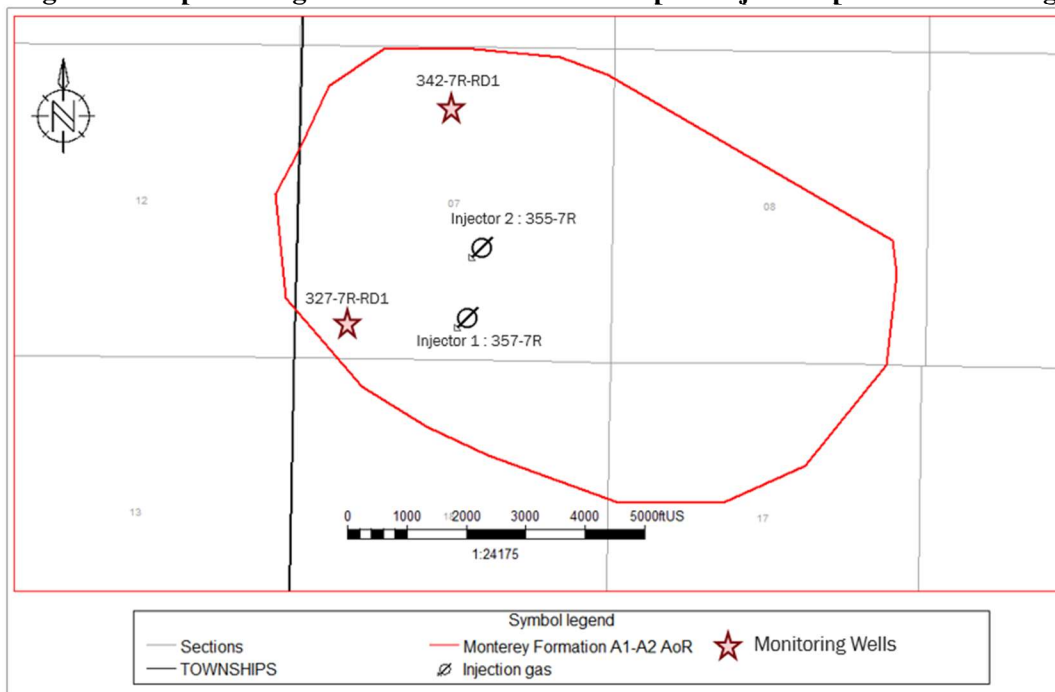 N
342-7R-RD1
12
07
08
Injector 2 : 355-7R
327-7R-RD1
Injector 1 : 357-7R
13
17
0 1000 2000 3000 4000 5000ftUS
1:24175
Symbol legend
Sections
Monterey Formation A1-A2 AoR
Monitoring Wells
TOWNSHIPS
Injection gas